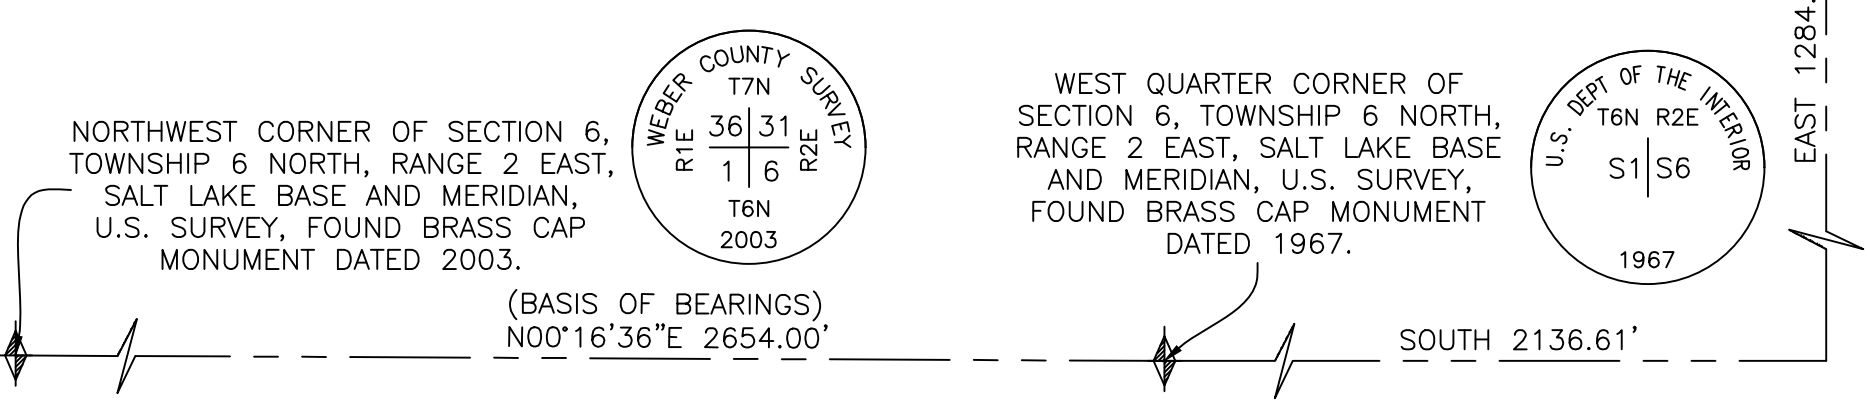 NORTHWEST CORNER OF SECTION 6,
TOWNSHIP 6 NORTH, RANGE 2 EAST,
SALT LAKE BASE AND MERIDIAN,
U.S. SURVEY, FOUND BRASS CAP
MONUMENT DATED 2003.
WEBER COUNTY SURVEY
T7N
R1E 36 31 R2E
1 6
T6N
2003
(BASIS OF BEARINGS)
N00°16'36"E 2654.00'
WEST QUARTER CORNER OF
SECTION 6, TOWNSHIP 6 NORTH,
RANGE 2 EAST, SALT LAKE BASE
AND MERIDIAN, U.S. SURVEY,
FOUND BRASS CAP MONUMENT
DATED 1967.
U.S. DEPT OF THE INTERIOR
T6N R2E
S1 S6
1967
SOUTH 2136.61'
EAST 1284.